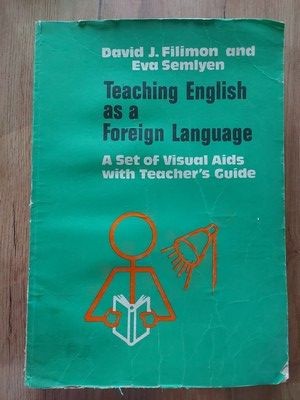 David J. Filimon and
Eva Semlyen
Teaching English
as a
Foreign Language
A Set of Visual Aids
with Teacher's Guide